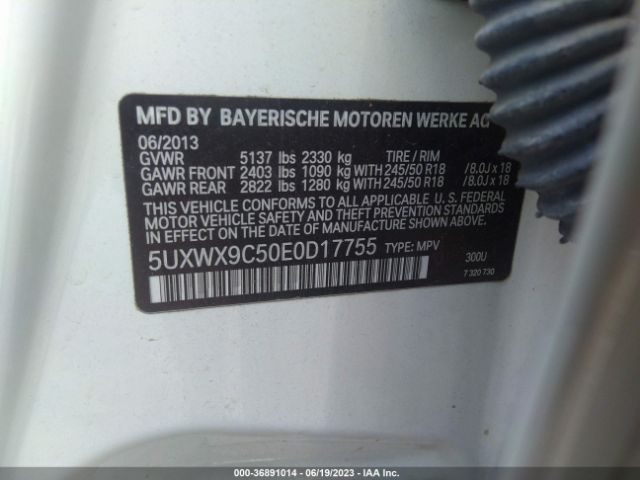 MFD BY BAYERISCHE MOTOREN WERKE AG
06/2013
GVWR 5137 lbs 2330 kg TIRE / RIM
GAWR FRONT 2403 lbs 1090 kg WITH 245/50 R18 /8.0J x 18
GAWR REAR 2822 lbs 1280 kg WITH 245/50 R18 /8.0J x 18
THIS VEHICLE CONFORMS TO ALL APPLICABLE U. S. FEDERAL
MOTOR VEHICLE SAFETY AND THEFT PREVENTION STANDARDS
IN EFFECT ON THE DATE OF MANUFACTURE SHOWN ABOVE.
5UXWX9C50E0D17755 TYPE: MPV 300U
7 320 730
000-36891014 / 06/19/2023 - IAA Inc.